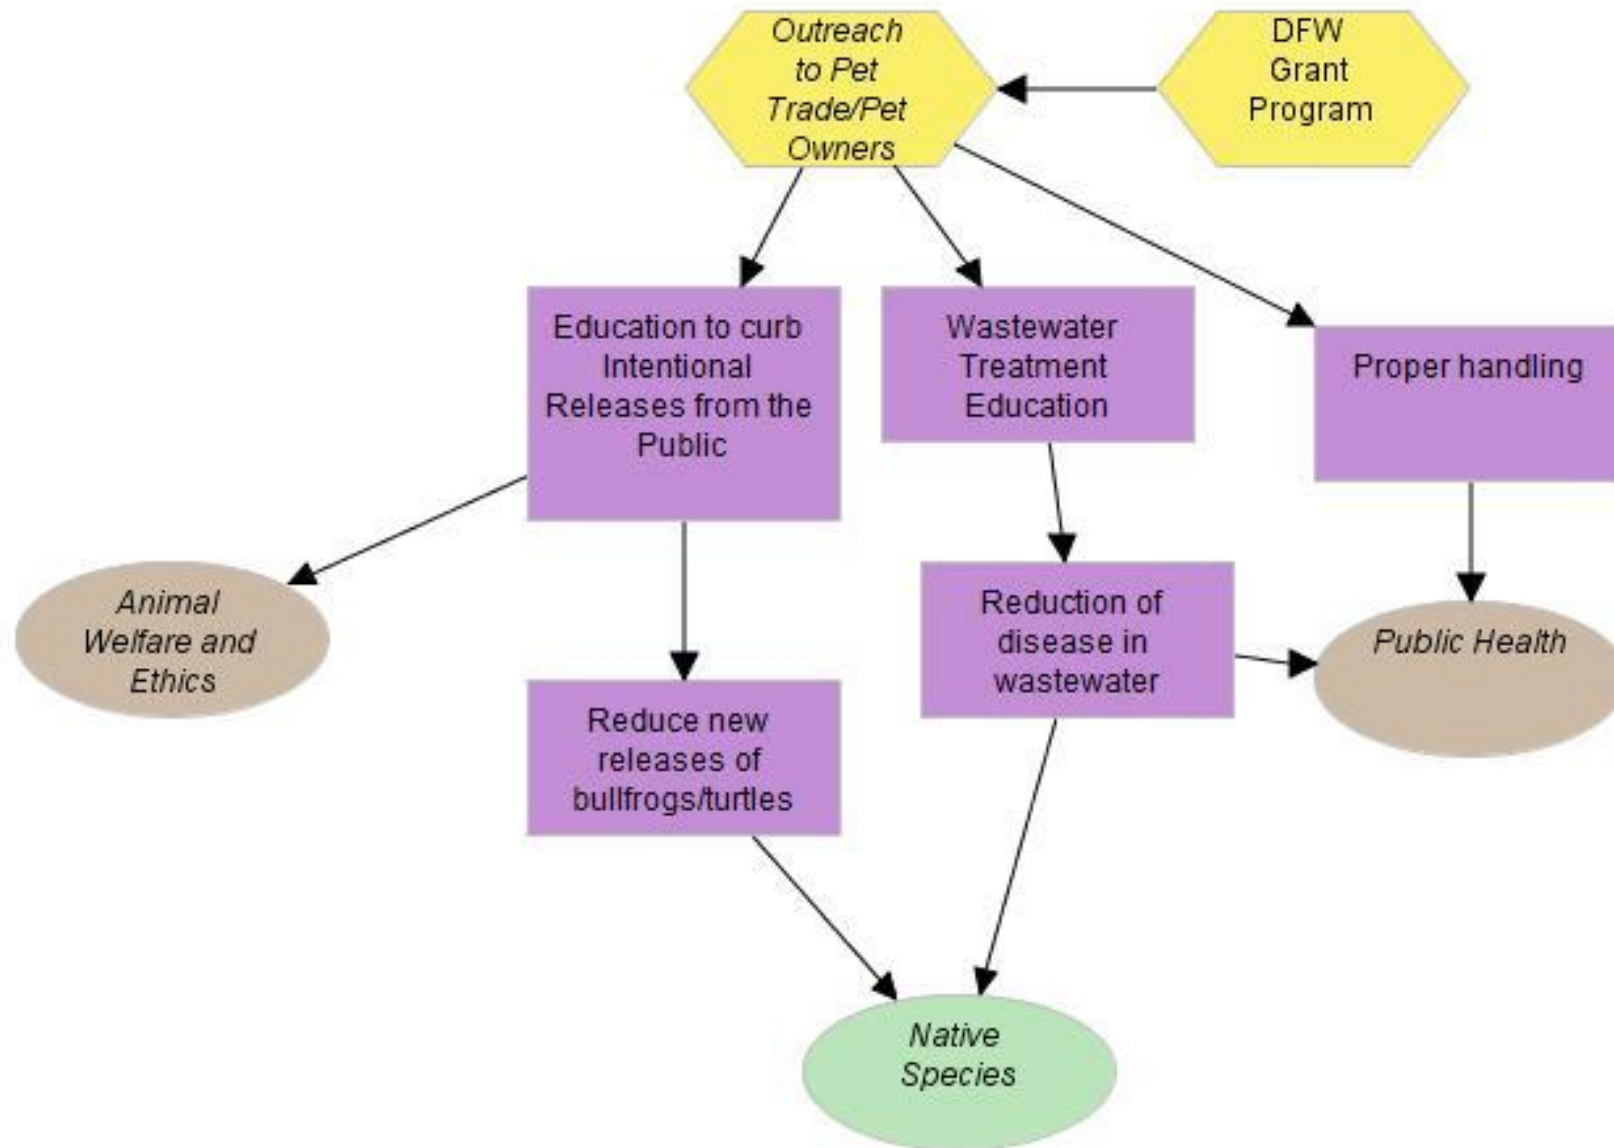 Outreach
to Pet
Trade/Pet
Owners
DFW
Grant
Program
Education to curb
Intentional
Releases from the
Public
Wastewater
Treatment
Education
Proper handling
Animal
Welfare and
Ethics
Reduction of
disease in
wastewater
Public Health
Reduce new
releases of
bullfrogs/turtles
Native
Species